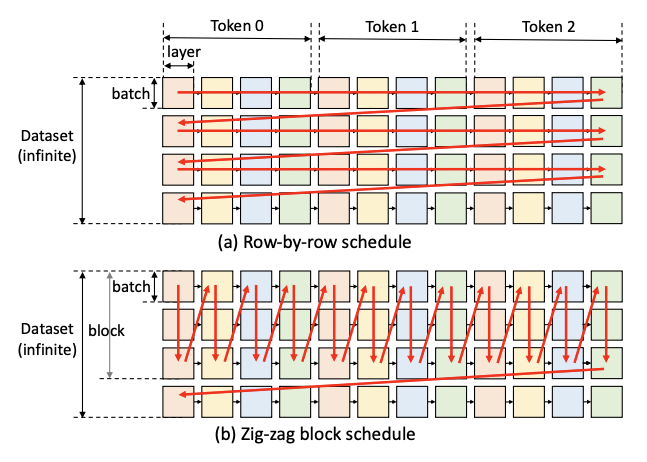 Token 0 Token 1 Token 2
layer
batch
Dataset
(infinite)
(a) Row-by-row schedule
batch
block
Dataset
(infinite)
(b) Zig-zag block schedule